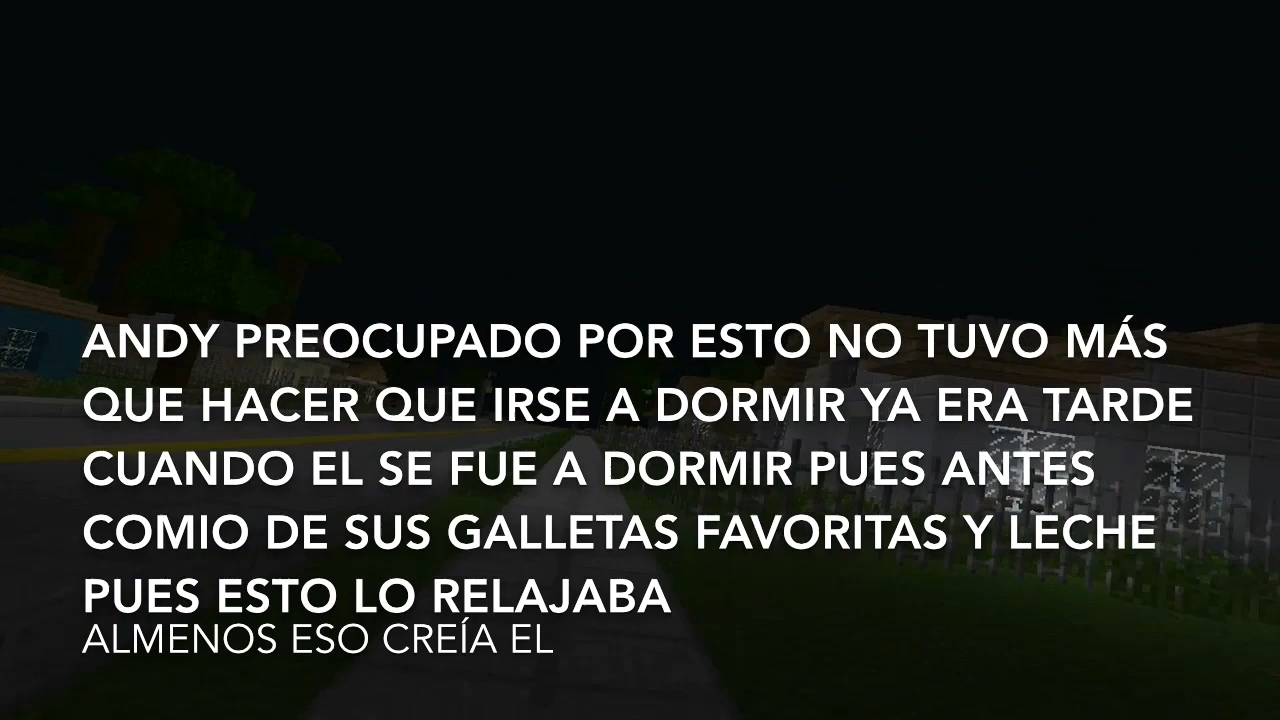 ANDY PREOCUPADO POR ESTO NO TUVO MÁS
QUE HACER QUE IRSE A DORMIR YA ERA TARDE
CUANDO EL SE FUE A DORMIR PUES ANTES
COMIO DE SUS GALLETAS FAVORITAS Y LECHE
PUES ESTO LO RELAJABA
ALMENOS ESO CREÍA EL